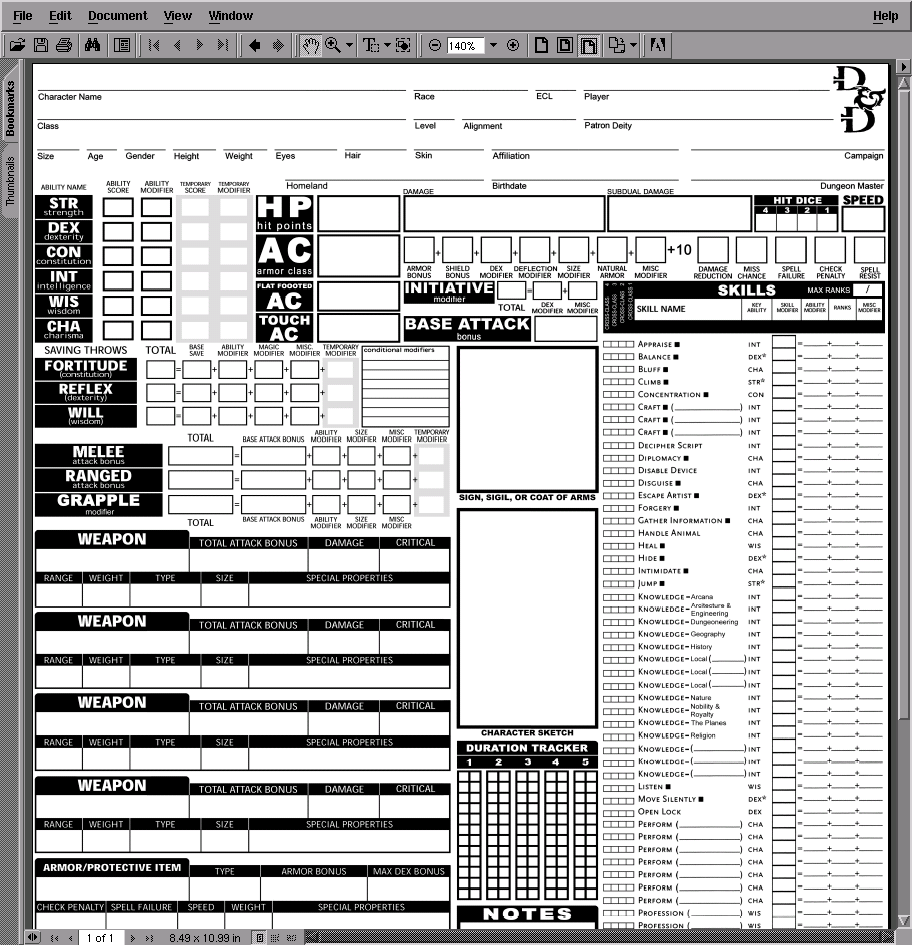 File Edit Document View Window Help
140%
Bookmarks
Thumbnails
D&D
Character Name Race ECL Player
Class Level Alignment Patron Deity
Size Age Gender Height Weight Eyes Hair Skin Affiliation Campaign
Homeland Birthdate Dungeon Master
ABILITY NAME ABILITY SCORE ABILITY MODIFIER TEMPORARY SCORE TEMPORARY MODIFIER
STR strength
DEX dexterity
CON constitution
INT intelligence
WIS wisdom
CHA charisma
HP hit points
DAMAGE SUBDUAL DAMAGE
HIT DICE SPEED
4 3 2 1
AC armor class
+ + + + + + +10
ARMOR BONUS SHIELD BONUS DEX MODIFIER DEFLECTION MODIFIER SIZE MODIFIER NATURAL ARMOR MISC MODIFIER DAMAGE REDUCTION MISS CHANCE SPELL FAILURE CHECK PENALTY SPELL RESIST
FLAT FOOOTED AC
TOUCH AC
INITIATIVE modifier = +
TOTAL DEX MODIFIER MISC MODIFIER
BASE ATTACK bonus
SAVING THROWS TOTAL BASE SAVE ABILITY MODIFIER MAGIC MODIFIER MISC. MODIFIER TEMPORARY MODIFIER conditional modifiers
FORTITUDE (constitution) = + + + +
REFLEX (dexterity) = + + + +
WILL (wisdom) = + + + +
TOTAL BASE ATTACK BONUS ABILITY MODIFIER SIZE MODIFIER MISC MODIFIER TEMPORARY MODIFIER
MELEE attack bonus = + + + +
RANGED attack bonus = + + + +
GRAPPLE modifier = + + + +
TOTAL BASE ATTACK BONUS ABILITY MODIFIER SIZE MODIFIER MISC MODIFIER
WEAPON TOTAL ATTACK BONUS DAMAGE CRITICAL
RANGE WEIGHT TYPE SIZE SPECIAL PROPERTIES
WEAPON TOTAL ATTACK BONUS DAMAGE CRITICAL
RANGE WEIGHT TYPE SIZE SPECIAL PROPERTIES
WEAPON TOTAL ATTACK BONUS DAMAGE CRITICAL
RANGE WEIGHT TYPE SIZE SPECIAL PROPERTIES
WEAPON TOTAL ATTACK BONUS DAMAGE CRITICAL
RANGE WEIGHT TYPE SIZE SPECIAL PROPERTIES
ARMOR/PROTECTIVE ITEM TYPE ARMOR BONUS MAX DEX BONUS
CHECK PENALTY SPELL FAILURE SPEED WEIGHT SPECIAL PROPERTIES
SIGN, SIGIL, OR COAT OF ARMS
CHARACTER SKETCH
DURATION TRACKER
1 2 3 4 5
NOTES
SKILLS MAX RANKS /
CROSS-CLASS 4
CROSS-CLASS 3
CROSS-CLASS 2
CROSS-CLASS 1
SKILL NAME KEY ABILITY SKILL MODIFIER ABILITY MODIFIER RANKS MISC MODIFIER
APPRAISE ■ INT = + +
BALANCE ■ DEX* = + +
BLUFF ■ CHA = + +
CLIMB ■ STR* = + +
CONCENTRATION ■ CON = + +
CRAFT ■ ( ) INT = + +
CRAFT ■ ( ) INT = + +
CRAFT ■ ( ) INT = + +
DECIPHER SCRIPT INT = + +
DIPLOMACY ■ CHA = + +
DISABLE DEVICE INT = + +
DISGUISE ■ CHA = + +
ESCAPE ARTIST ■ DEX* = + +
FORGERY ■ INT = + +
GATHER INFORMATION ■ CHA = + +
HANDLE ANIMAL CHA = + +
HEAL ■ WIS = + +
HIDE ■ DEX* = + +
INTIMIDATE ■ CHA = + +
JUMP ■ STR* = + +
KNOWLEDGE-Arcana INT = + +
KNOWLEDGE-Arsitesture & Engineering INT = + +
KNOWLEDGE-Dungeoneering INT = + +
KNOWLEDGE-Geography INT = + +
KNOWLEDGE-History INT = + +
KNOWLEDGE-Local ( ) INT = + +
KNOWLEDGE-Local ( ) INT = + +
KNOWLEDGE-Local ( ) INT = + +
KNOWLEDGE-Nature INT = + +
KNOWLEDGE-Nobility & Royalty INT = + +
KNOWLEDGE-The Planes INT = + +
KNOWLEDGE-Religion INT = + +
KNOWLEDGE-( ) INT = + +
KNOWLEDGE-( ) INT = + +
KNOWLEDGE-( ) INT = + +
LISTEN ■ WIS = + +
MOVE SILENTLY ■ DEX* = + +
OPEN LOCK DEX = + +
PERFORM ( ) CHA = + +
PERFORM ( ) CHA = + +
PERFORM ( ) CHA = + +
PERFORM ( ) CHA = + +
PERFORM ( ) CHA = + +
PERFORM ( ) CHA = + +
PERFORM ( ) CHA = + +
PROFESSION ( ) WIS = + +
PROFESSION ( ) WIS = + +
1 of 1 8.49 x 10.99 in